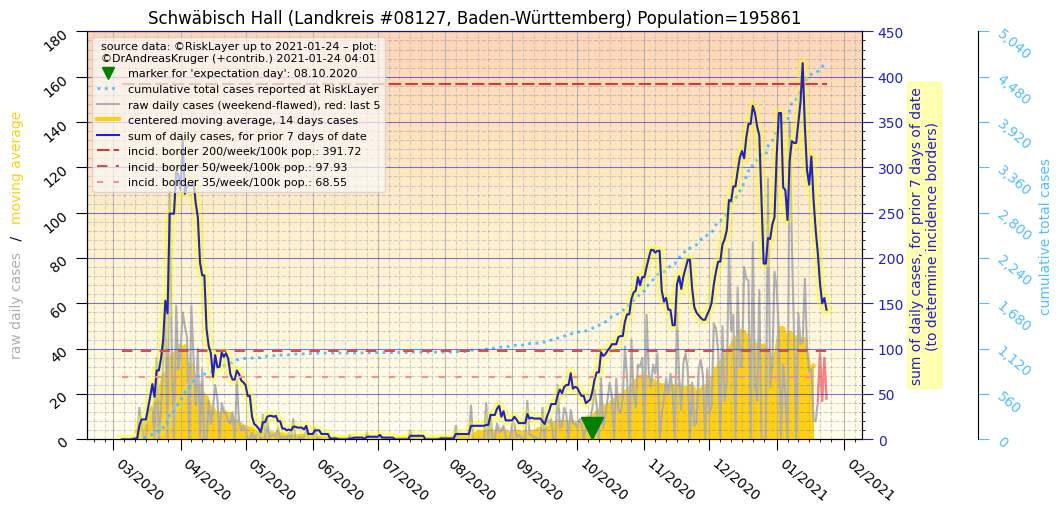 Schwäbisch Hall (Landkreis #08127, Baden-Württemberg) Population=195861
source data: ©RiskLayer up to 2021-01-24 – plot:
©DrAndreasKruger (+contrib.) 2021-01-24 04:01
marker for 'expectation day': 08.10.2020
cumulative total cases reported at RiskLayer
raw daily cases (weekend-flawed), red: last 5
centered moving average, 14 days cases
sum of daily cases, for prior 7 days of date
incid. border 200/week/100k pop.: 391.72
incid. border 50/week/100k pop.: 97.93
incid. border 35/week/100k pop.: 68.55
raw daily cases / moving average
180
160
140
120
100
80
60
40
20
0
03/2020
04/2020
05/2020
06/2020
07/2020
08/2020
09/2020
10/2020
11/2020
12/2020
01/2021
02/2021
450
400
350
300
250
200
150
100
50
0
sum of daily cases, for prior 7 days of date
(to determine incidence borders)
5,040
4,480
3,920
3,360
2,800
2,240
1,680
1,120
560
0
cumulative total cases